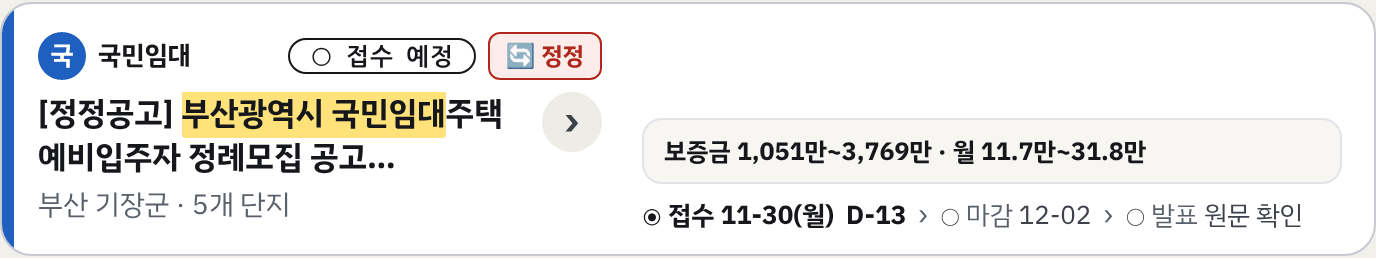 국 국민임대 ○ 접수 예정 🔄 정정
[정정공고] 부산광역시 국민임대주택
예비입주자 정례모집 공고...
부산 기장군 · 5개 단지
›
보증금 1,051만~3,769만 · 월 11.7만~31.8만
◉ 접수 11-30(월) D-13 › ○ 마감 12-02 › ○ 발표 원문 확인